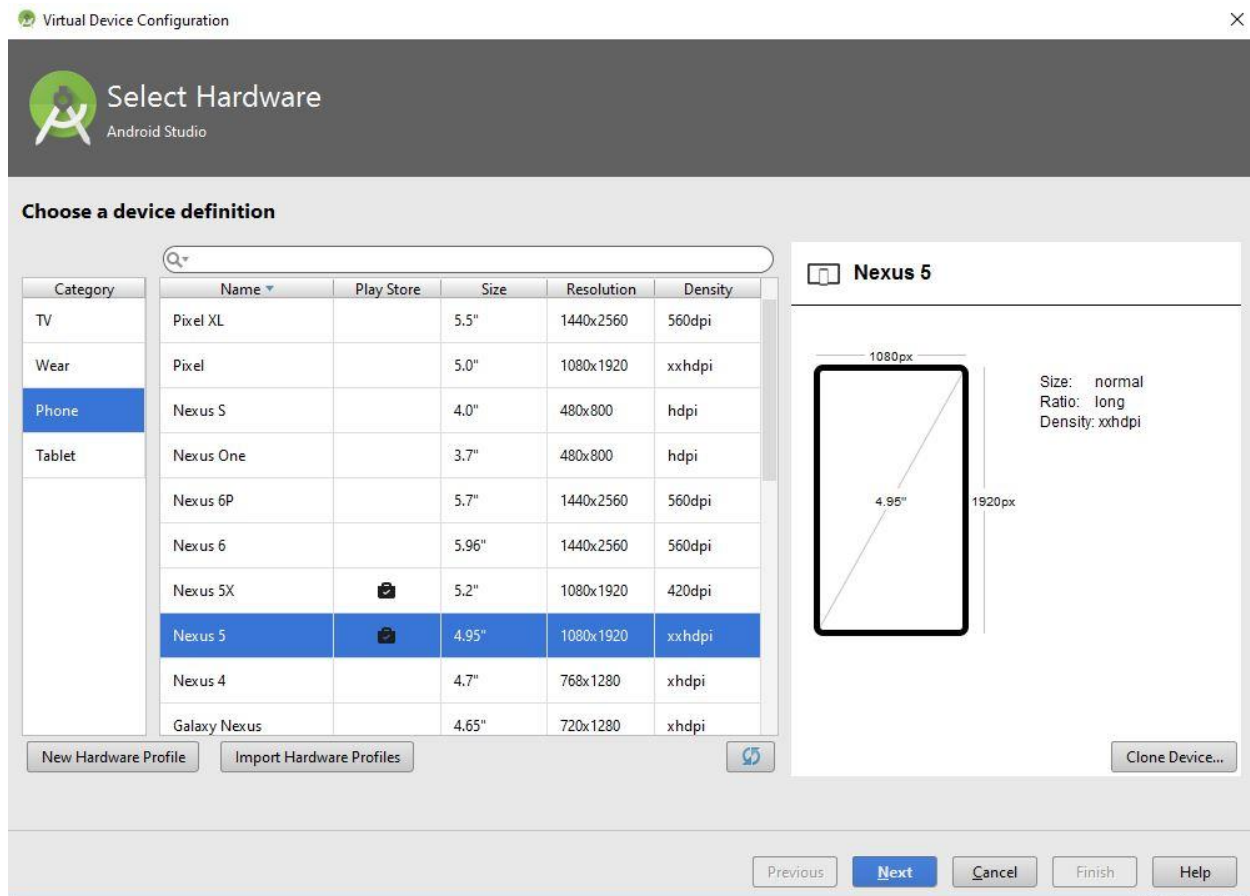 Virtual Device Configuration
Select Hardware
Android Studio
Choose a device definition
Category
TV
Wear
Phone
Tablet
Name Play Store Size Resolution Density
Pixel XL 5.5" 1440x2560 560dpi
Pixel 5.0" 1080x1920 xxhdpi
Nexus S 4.0" 480x800 hdpi
Nexus One 3.7" 480x800 hdpi
Nexus 6P 5.7" 1440x2560 560dpi
Nexus 6 5.96" 1440x2560 560dpi
Nexus 5X 5.2" 1080x1920 420dpi
Nexus 5 4.95" 1080x1920 xxhdpi
Nexus 4 4.7" 768x1280 xhdpi
Galaxy Nexus 4.65" 720x1280 xhdpi
New Hardware Profile Import Hardware Profiles
Nexus 5
1080px
4.95"
1920px
Size: normal
Ratio: long
Density: xxhdpi
Clone Device...
Previous Next Cancel Finish Help